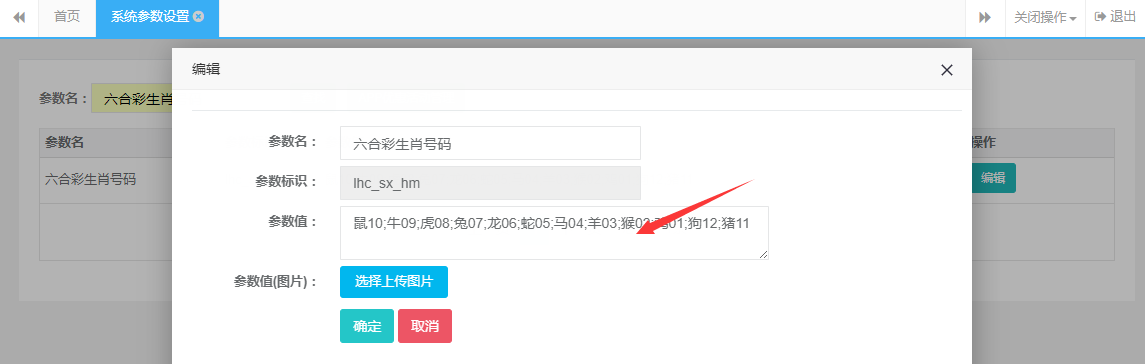 首页 系统参数设置 关闭操作 退出
编辑
参数名： 六合彩生肖
参数名 操作
六合彩生肖号码 编辑
参数名： 六合彩生肖号码
参数标识： lhc_sx_hm
参数值： 鼠10;牛09;虎08;兔07;龙06;蛇05;马04;羊03;猴02;鸡01;狗12;猪11
参数值(图片)： 选择上传图片
确定 取消